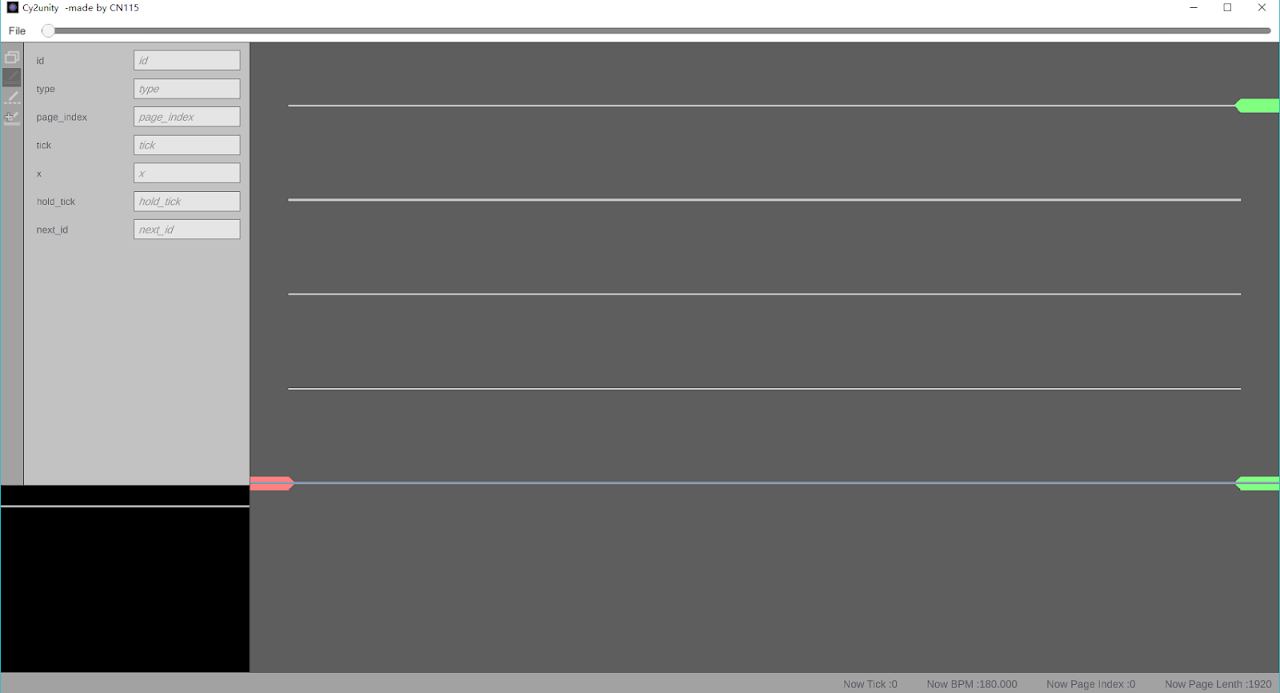 Cy2unity -made by CN115
File
id id
type type
page_index page_index
tick tick
x x
hold_tick hold_tick
next_id next_id
Now Tick :0 Now BPM :180.000 Now Page Index :0 Now Page Lenth :1920